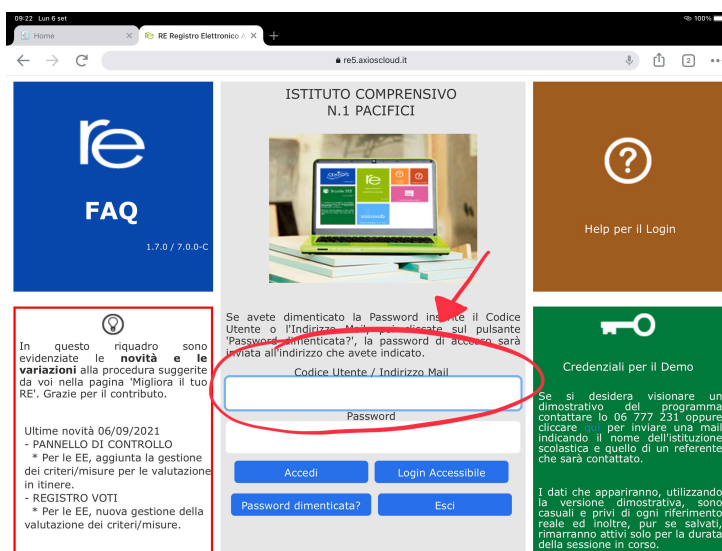 09:22 Lun 6 set
100%
Home
RE Registro Elettronico A
re5.axioscloud.it
2
re
FAQ
1.7.0 / 7.0.0-C
In questo riquadro sono
evidenziate le novità e le
variazioni alla procedura suggerite
da voi nella pagina 'Migliora il tuo
RE'. Grazie per il contributo.
Ultime novità 06/09/2021
- PANNELLO DI CONTROLLO
* Per le EE, aggiunta la gestione
dei criteri/misure per le valutazione
in itinere.
- REGISTRO VOTI
* Per le EE, nuova gestione della
valutazione dei criteri/misure.
ISTITUTO COMPRENSIVO
N.1 PACIFICI
axios
re
Se avete dimenticato la Password inserite il Codice
Utente o l'Indirizzo Mail, poi cliccate sul pulsante
'Password dimenticata?', la password di accesso sarà
inviata all'indirizzo che avete indicato.
Codice Utente / Indirizzo Mail
Password
Accedi
Login Accessibile
Password dimenticata?
Esci
?
Help per il Login
Credenziali per il Demo
Se si desidera visionare un
dimostrativo del programma
contattare lo 06 777 231 oppure
cliccare qui per inviare una mail
indicando il nome dell'istituzione
scolastica e quello di un referente
che sarà contattato.
I dati che appariranno, utilizzando
la versione dimostrativa, sono
casuali e privi di ogni riferimento
reale ed inoltre, pur se salvati,
rimarranno attivi solo per la durata
della sessione in corso.